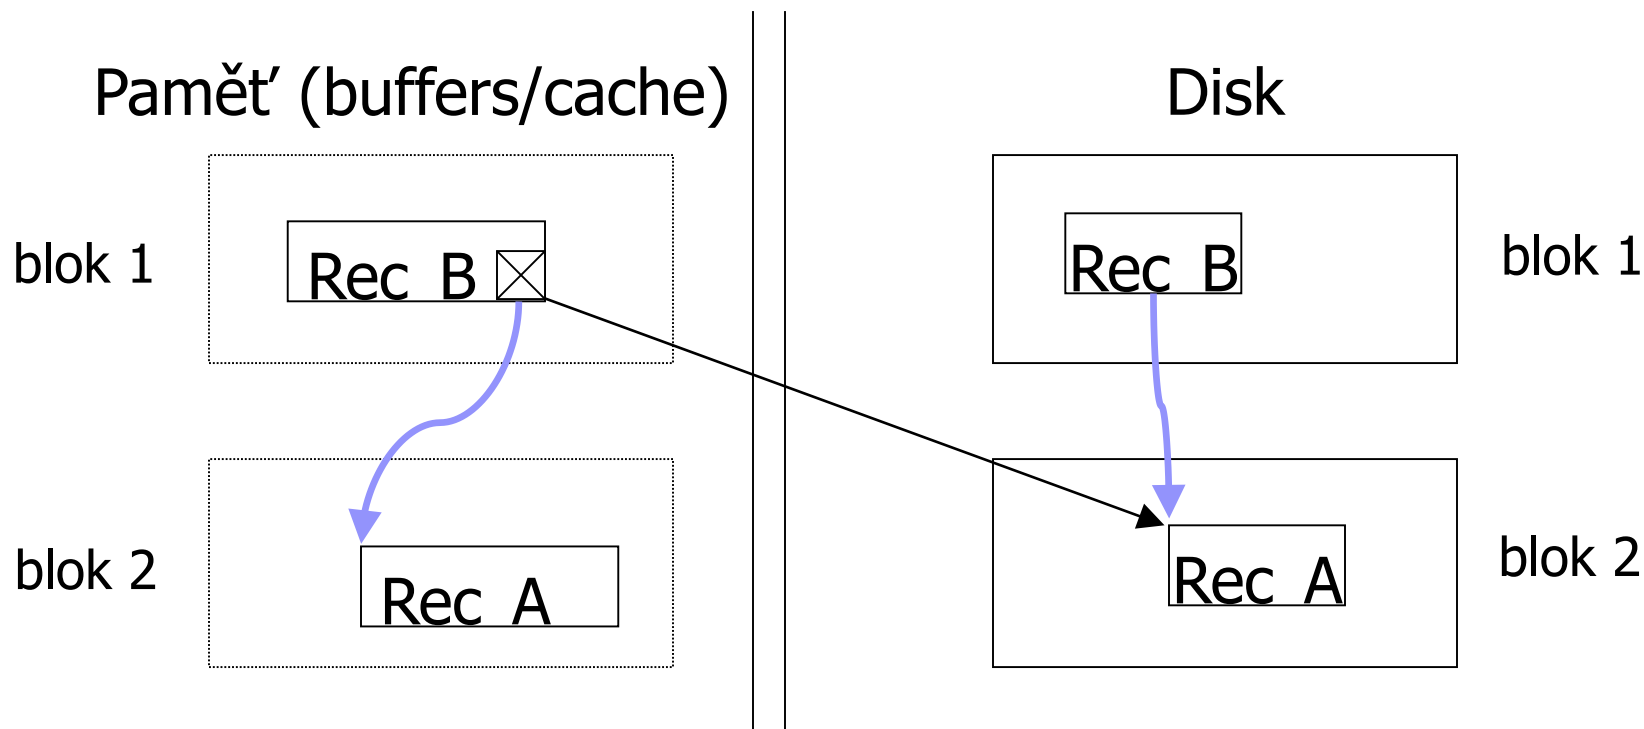 Paměť (buffers/cache)
Disk
blok 1
Rec B
Rec B
blok 1
blok 2
Rec A
Rec A
blok 2